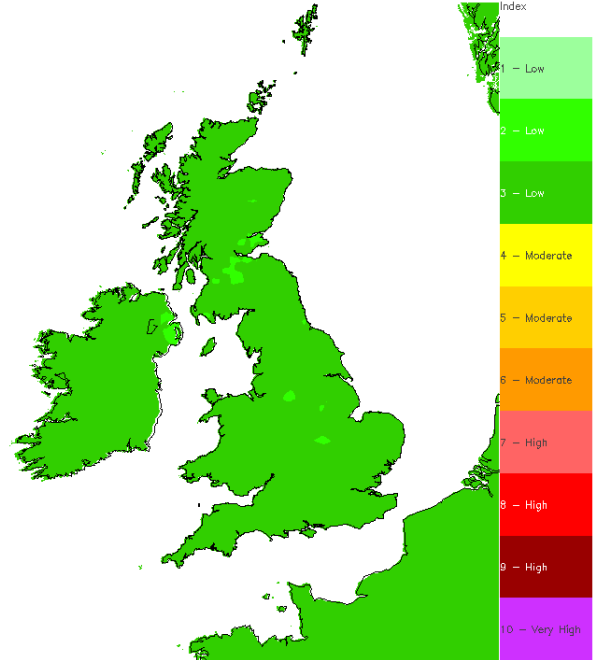 Index
1 - Low
2 - Low
3 - Low
4 - Moderate
5 - Moderate
6 - Moderate
7 - High
8 - High
9 - High
10 - Very High